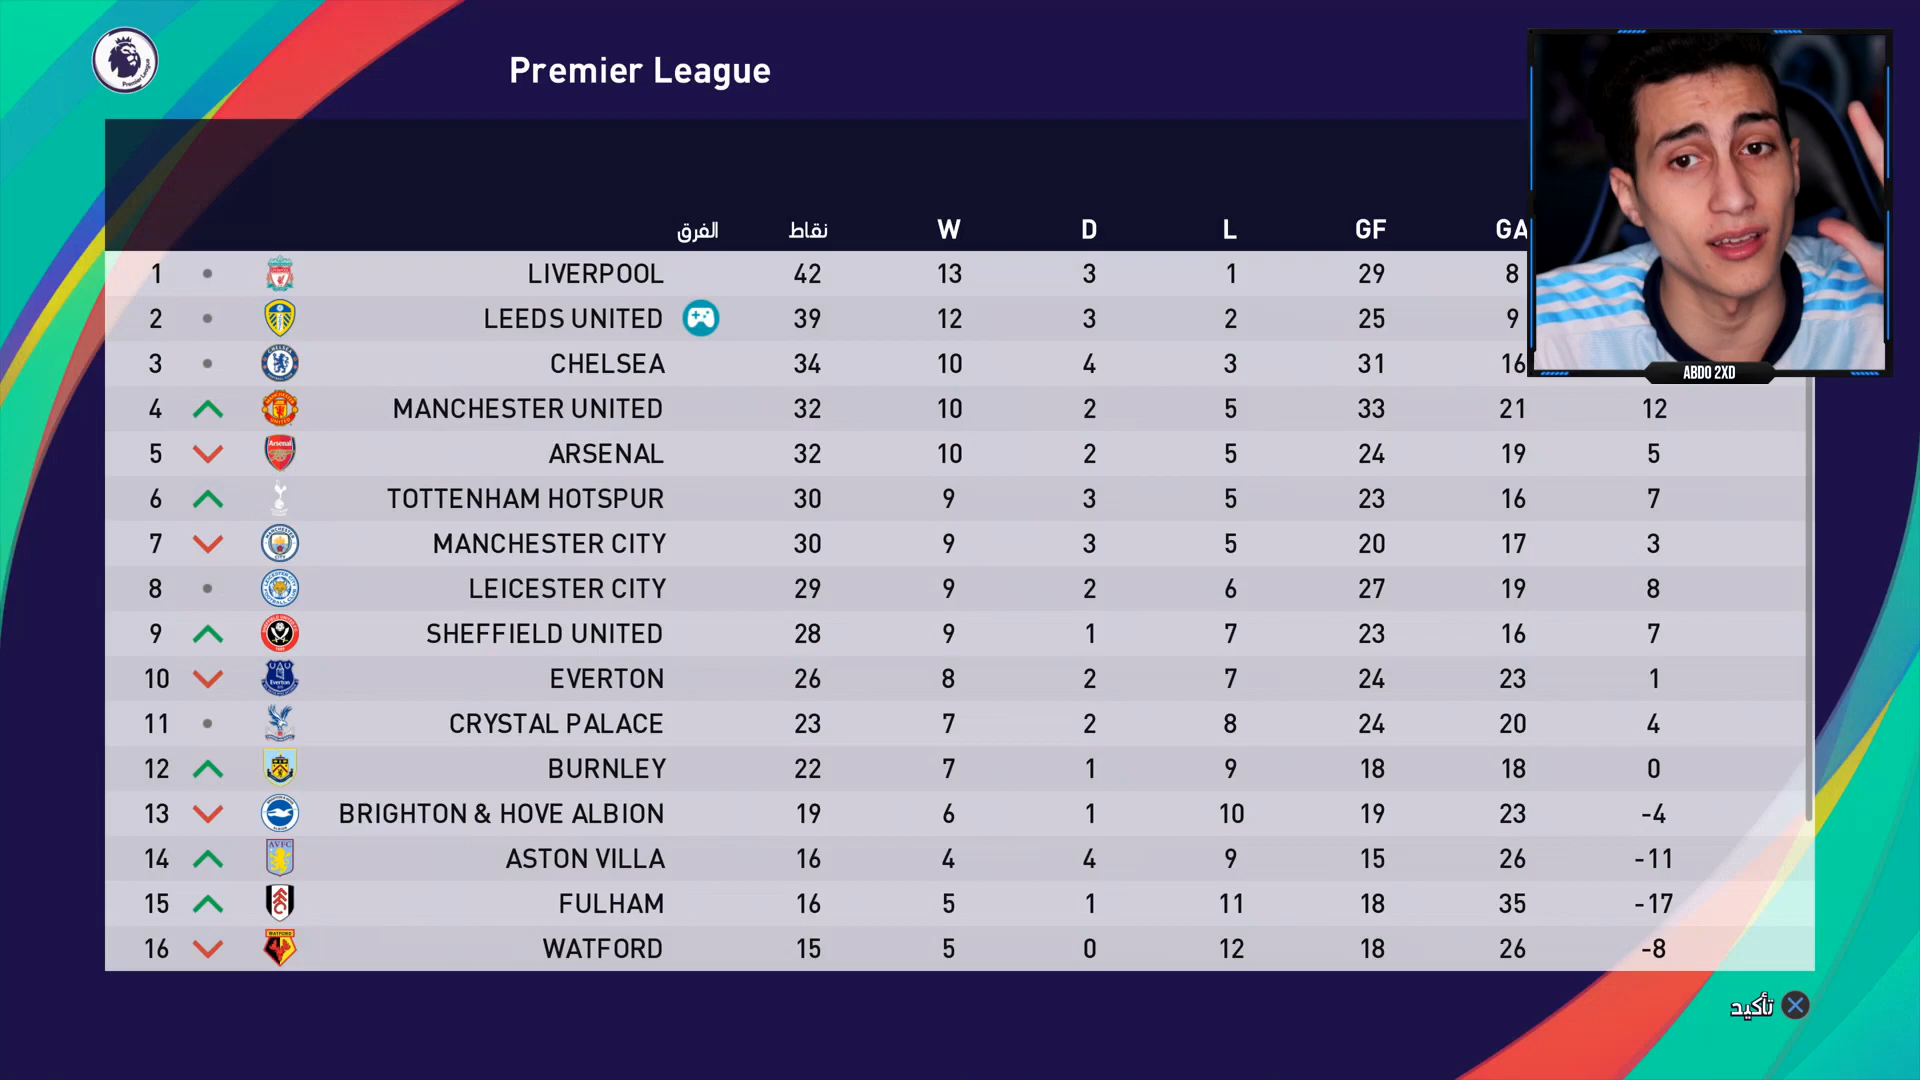 Premier League
الفرق نقاط W D L GF GA
1 LIVERPOOL 42 13 3 1 29 8
2 LEEDS UNITED 39 12 3 2 25 9
3 CHELSEA 34 10 4 3 31 16
4 MANCHESTER UNITED 32 10 2 5 33 21 12
5 ARSENAL 32 10 2 5 24 19 5
6 TOTTENHAM HOTSPUR 30 9 3 5 23 16 7
7 MANCHESTER CITY 30 9 3 5 20 17 3
8 LEICESTER CITY 29 9 2 6 27 19 8
9 SHEFFIELD UNITED 28 9 1 7 23 16 7
10 EVERTON 26 8 2 7 24 23 1
11 CRYSTAL PALACE 23 7 2 8 24 20 4
12 BURNLEY 22 7 1 9 18 18 0
13 BRIGHTON & HOVE ALBION 19 6 1 10 19 23 -4
14 ASTON VILLA 16 4 4 9 15 26 -11
15 FULHAM 16 5 1 11 18 35 -17
16 WATFORD 15 5 0 12 18 26 -8
ABDO 2XD
تأكيد